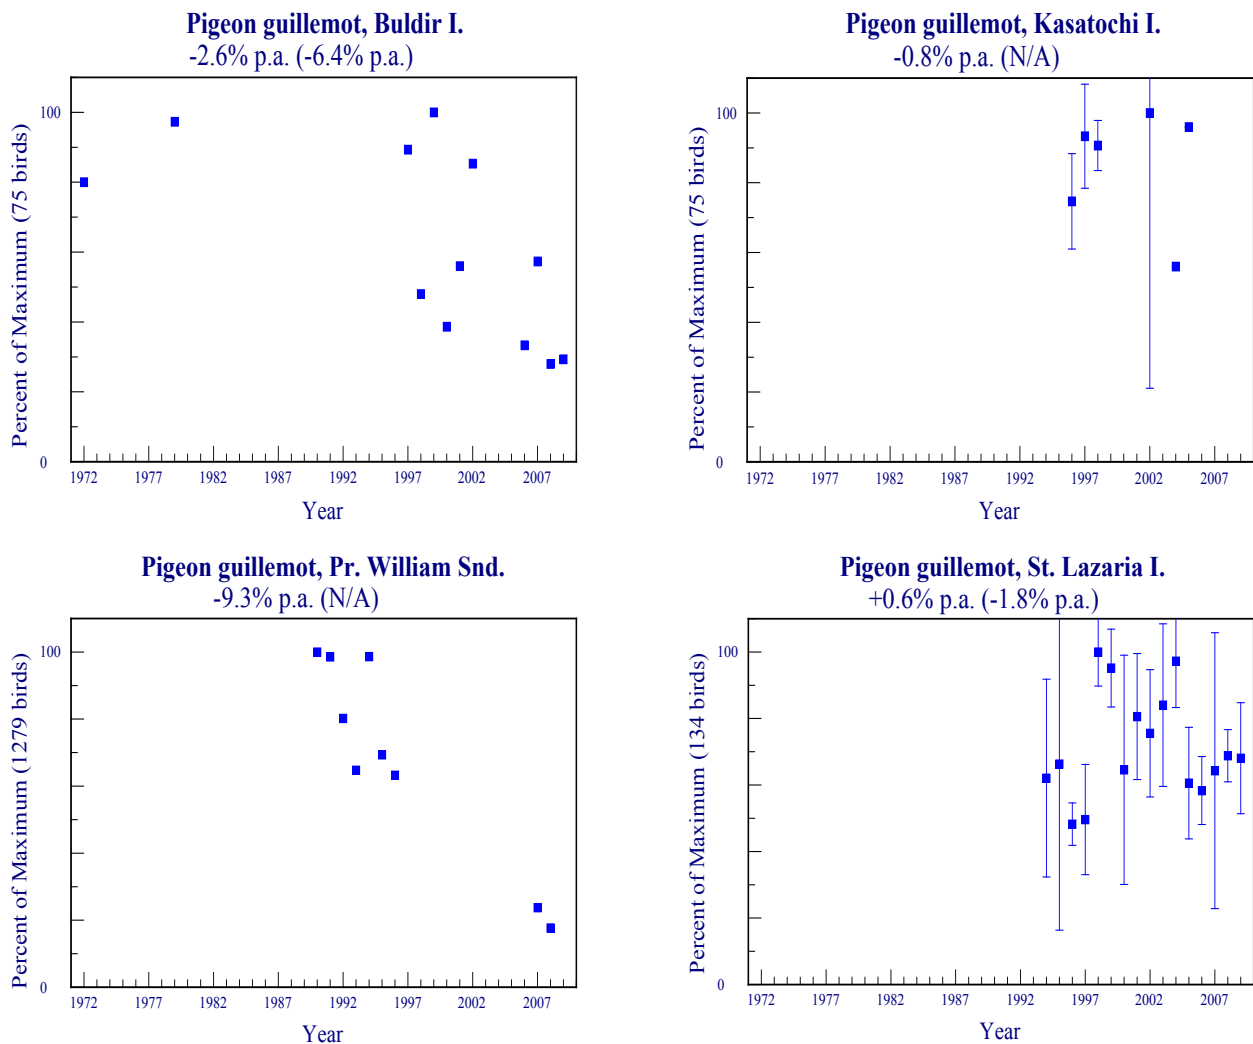 Pigeon guillemot, Buldir I.
-2.6% p.a. (-6.4% p.a.)
Percent of Maximum (75 birds)
100
0
1972 1977 1982 1987 1992 1997 2002 2007
Year
Pigeon guillemot, Kasatochi I.
-0.8% p.a. (N/A)
Percent of Maximum (75 birds)
100
0
1972 1977 1982 1987 1992 1997 2002 2007
Year
Pigeon guillemot, Pr. William Snd.
-9.3% p.a. (N/A)
Percent of Maximum (1279 birds)
100
0
1972 1977 1982 1987 1992 1997 2002 2007
Year
Pigeon guillemot, St. Lazaria I.
+0.6% p.a. (-1.8% p.a.)
Percent of Maximum (134 birds)
100
0
1972 1977 1982 1987 1992 1997 2002 2007
Year